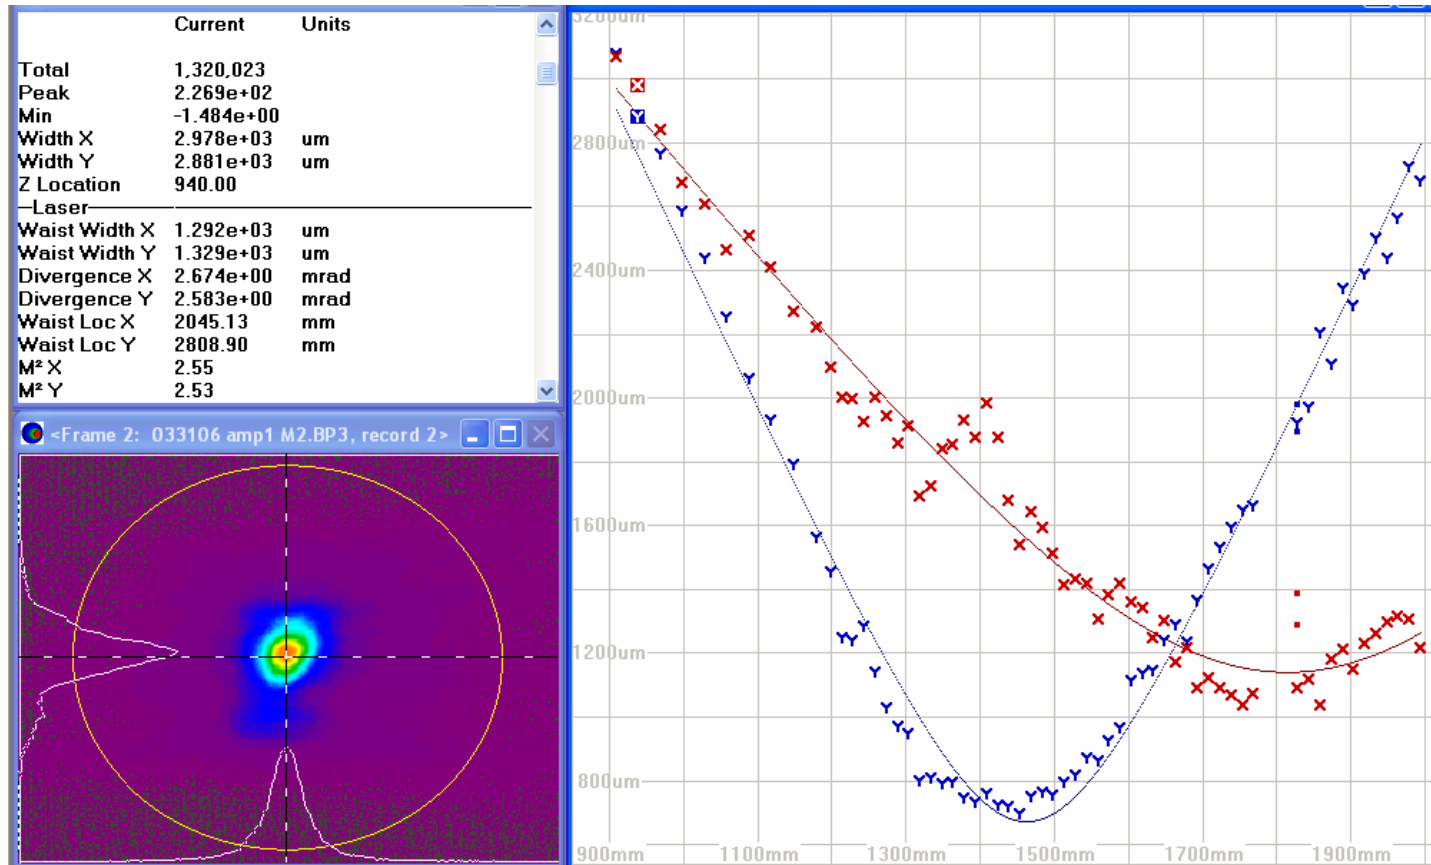 Current Units
Total 1,320,023
Peak 2.269e+02
Min -1.484e+00
Width X 2.978e+03 um
Width Y 2.881e+03 um
Z Location 940.00
Laser
Waist Width X 1.292e+03 um
Waist Width Y 1.329e+03 um
Divergence X 2.674e+00 mrad
Divergence Y 2.583e+00 mrad
Waist Loc X 2045.13 mm
Waist Loc Y 2808.90 mm
M² X 2.55
M² Y 2.53
<Frame 2: 033106 amp1 M2.BP3, record 2>
3200um
2800um
2400um
2000um
1600um
1200um
800um
900mm 1100mm 1300mm 1500mm 1700mm 1900mm